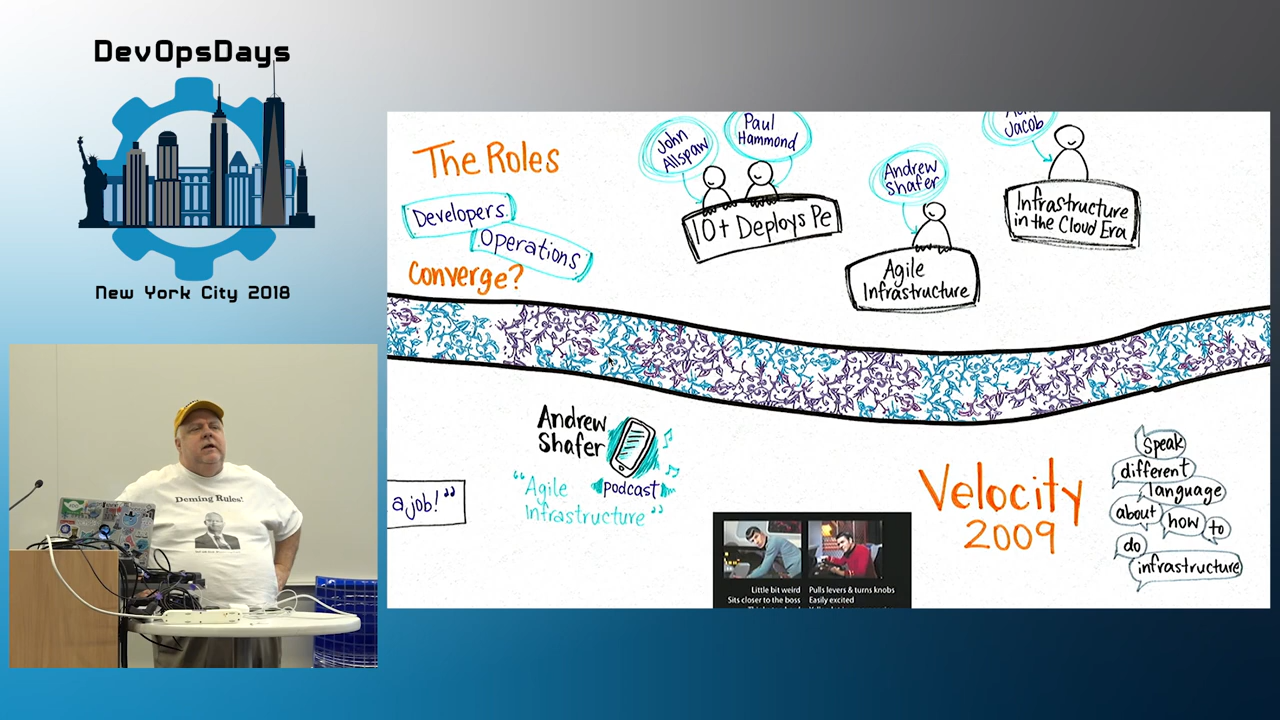 DevOpsDays
New York City 2018
Deming Rules!
The Roles
Developers.
Operations
Converge?
John
Allspaw
Paul
Hammond
10+ Deploys Pe
Andrew
Shafer
Agile
Infrastructure
Jacob
Infrastructure
in the Cloud Era
a job!"
Andrew
Shafer
podcast
"Agile
Infrastructure"
Little bit weird
Sits closer to the boss
Pulls levers & turns knobs
Easily excited
Velocity
2009
Speak
different
language
about how to
do
infrastructure